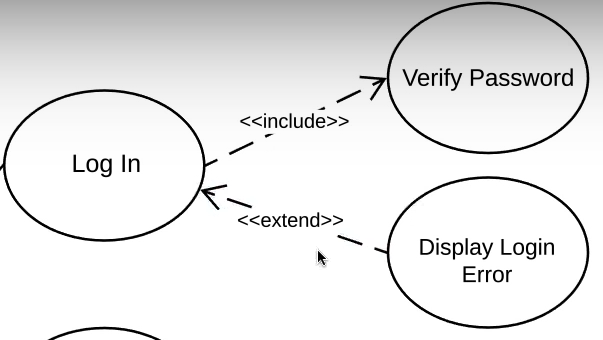 Verify Password
<<include>>
Log In
<<extend>>
Display Login
Error